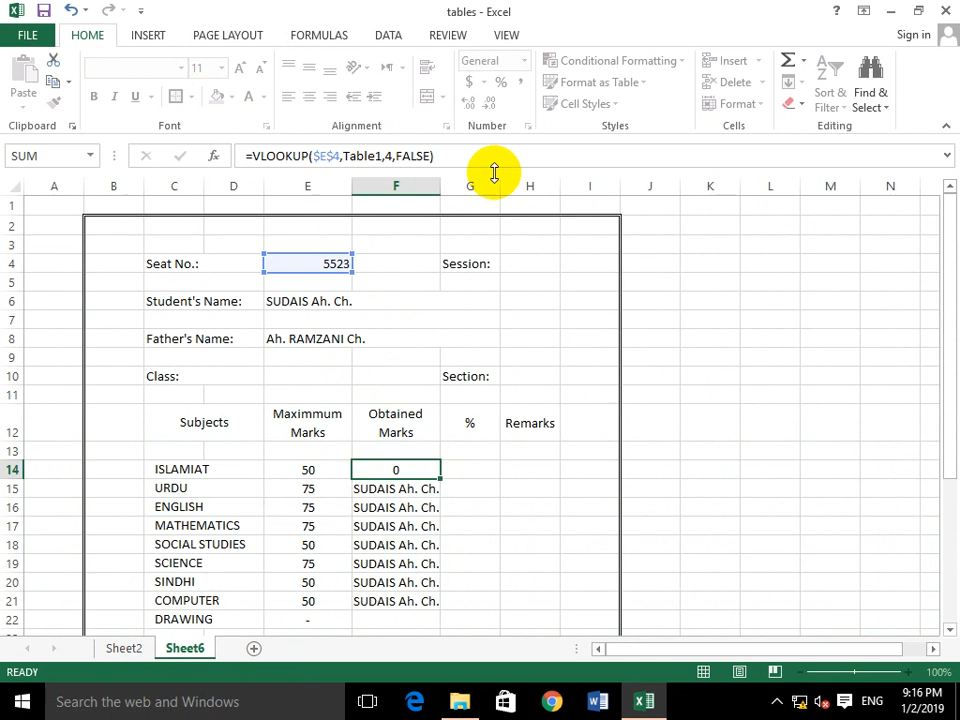 tables - Excel
Sign in
FILE HOME INSERT PAGE LAYOUT FORMULAS DATA REVIEW VIEW
Paste
11
B I U
General
$ % ,
Conditional Formatting
Format as Table
Cell Styles
Insert
Delete
Format
Sort & Filter
Find & Select
Clipboard Font Alignment Number Styles Cells Editing
SUM
=VLOOKUP($E$4,Table1,4,FALSE)
A B C D E F G H I J K L M N
1
2
3
4 Seat No.: 5523 Session:
5
6 Student's Name: SUDAIS Ah. Ch.
7
8 Father's Name: Ah. RAMZANI Ch.
9
10 Class: Section:
11
12 Subjects Maximmum Marks Obtained Marks % Remarks
13
14 ISLAMIAT 50 0
15 URDU 75 SUDAIS Ah. Ch.
16 ENGLISH 75 SUDAIS Ah. Ch.
17 MATHEMATICS 75 SUDAIS Ah. Ch.
18 SOCIAL STUDIES 50 SUDAIS Ah. Ch.
19 SCIENCE 75 SUDAIS Ah. Ch.
20 SINDHI 50 SUDAIS Ah. Ch.
21 COMPUTER 50 SUDAIS Ah. Ch.
22 DRAWING -
Sheet2 Sheet6
READY
100%
Search the web and Windows
ENG
9:16 PM
1/2/2019